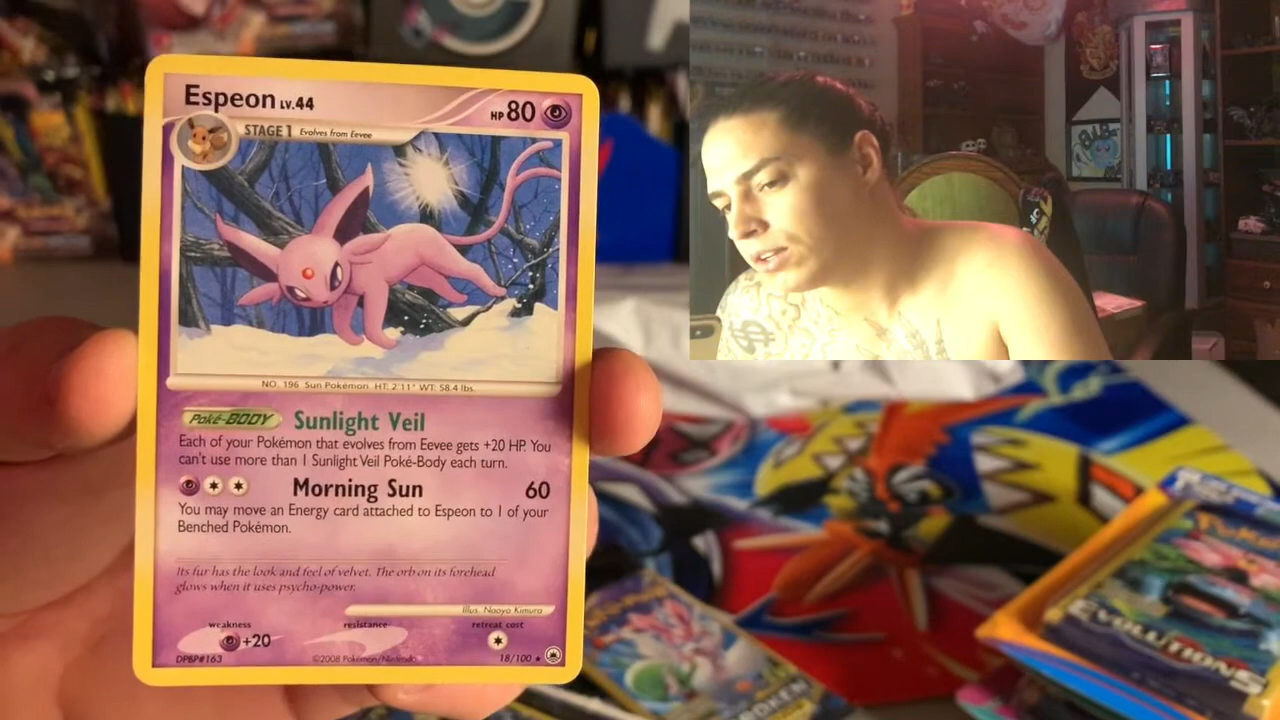 Espeon LV.44
HP 80
STAGE 1 Evolves from Eevee
NO. 196 Sun Pokémon HT: 2'11" WT: 58.4 lbs.
Poké-BODY Sunlight Veil
Each of your Pokémon that evolves from Eevee gets +20 HP. You
can't use more than 1 Sunlight Veil Poké-Body each turn.
Morning Sun 60
You may move an Energy card attached to Espeon to 1 of your
Benched Pokémon.
Its fur has the look and feel of velvet. The orb on its forehead
glows when it uses psycho-power.
Illus. Naoyo Kimura
weakness resistance retreat cost
+20
DPBP#163 ©2008 Pokémon/Nintendo 18/100
EVOLUTIONS